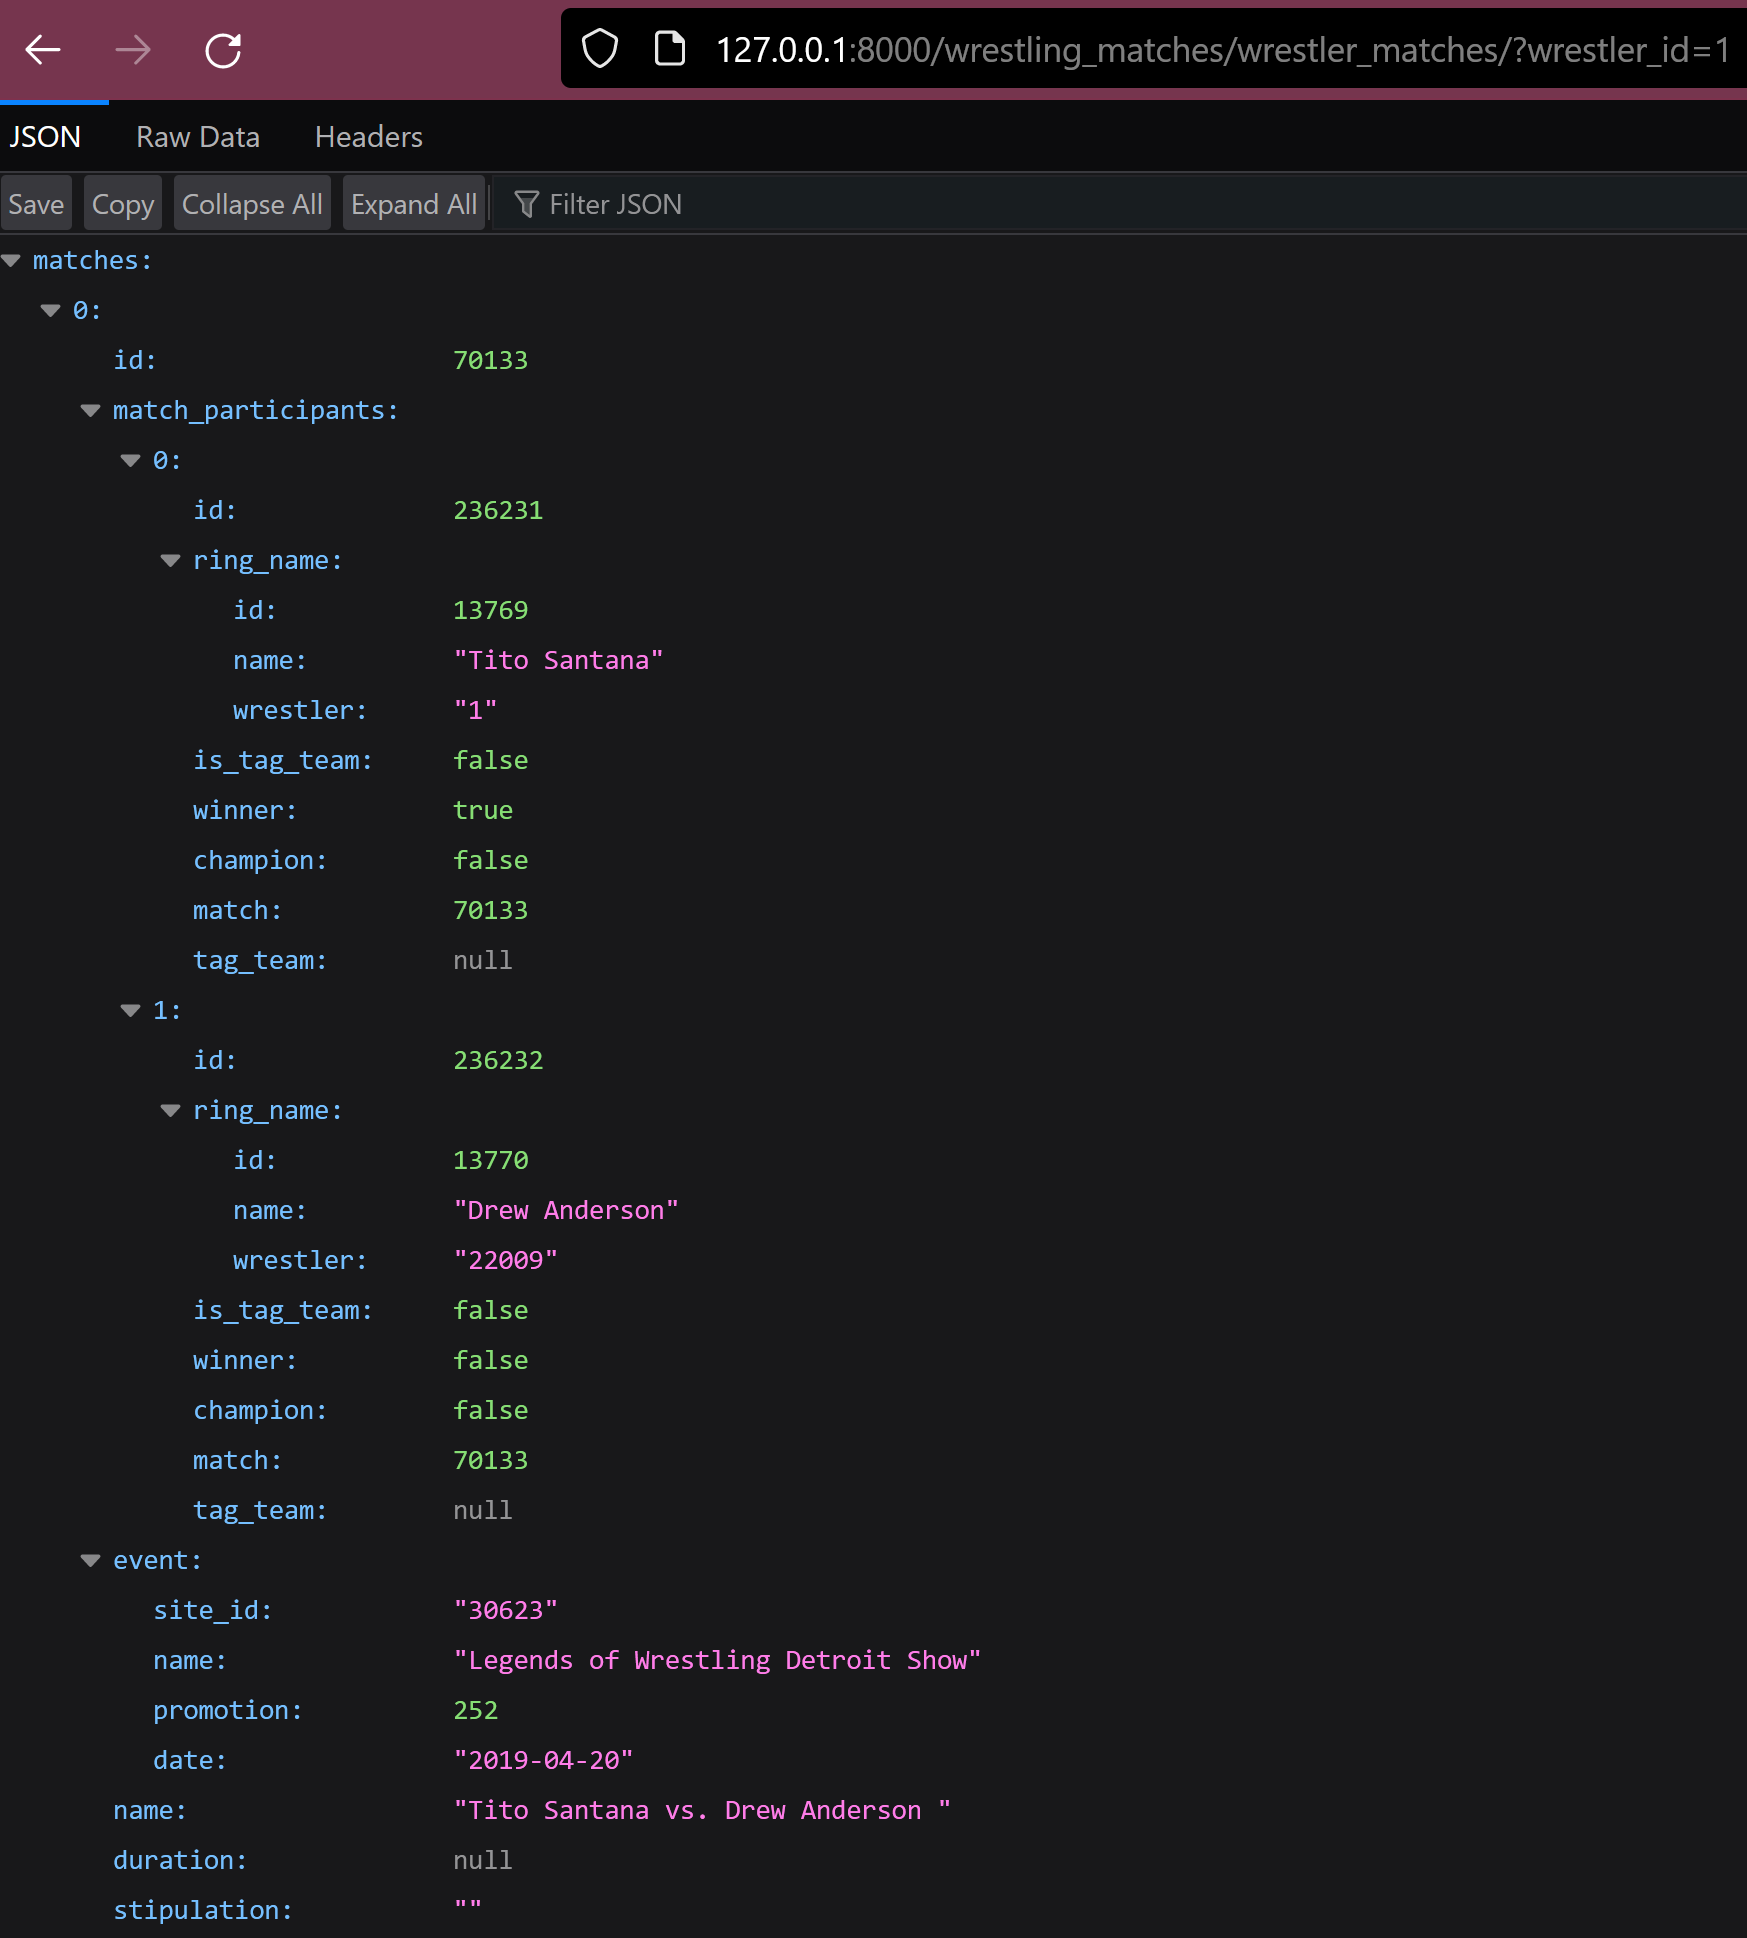 127.0.0.1:8000/wrestling_matches/wrestler_matches/?wrestler_id=1
JSON Raw Data Headers
Save Copy Collapse All Expand All Filter JSON
matches:
0:
id: 70133
match_participants:
0:
id: 236231
ring_name:
id: 13769
name: "Tito Santana"
wrestler: "1"
is_tag_team: false
winner: true
champion: false
match: 70133
tag_team: null
1:
id: 236232
ring_name:
id: 13770
name: "Drew Anderson"
wrestler: "22009"
is_tag_team: false
winner: false
champion: false
match: 70133
tag_team: null
event:
site_id: "30623"
name: "Legends of Wrestling Detroit Show"
promotion: 252
date: "2019-04-20"
name: "Tito Santana vs. Drew Anderson "
duration: null
stipulation: ""